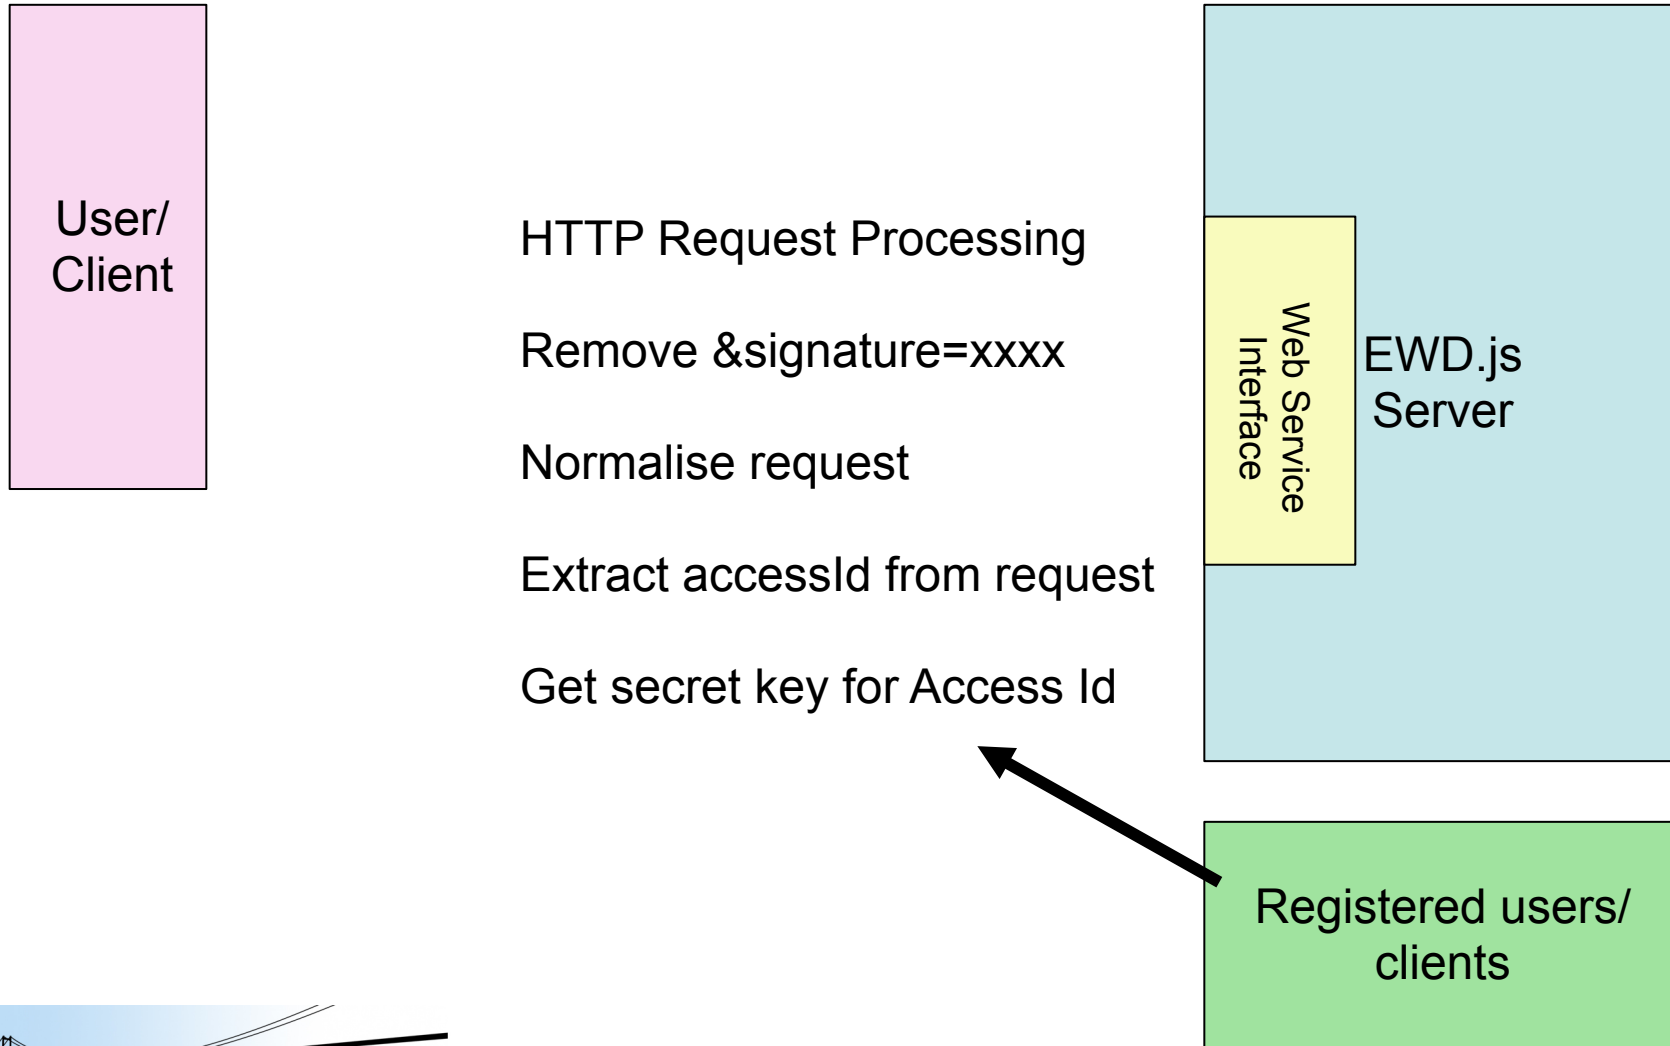 User/
Client
HTTP Request Processing
Remove &signature=xxxx
Normalise request
Extract accessId from request
Get secret key for Access Id
Web Service
Interface
EWD.js
Server
Registered users/
clients